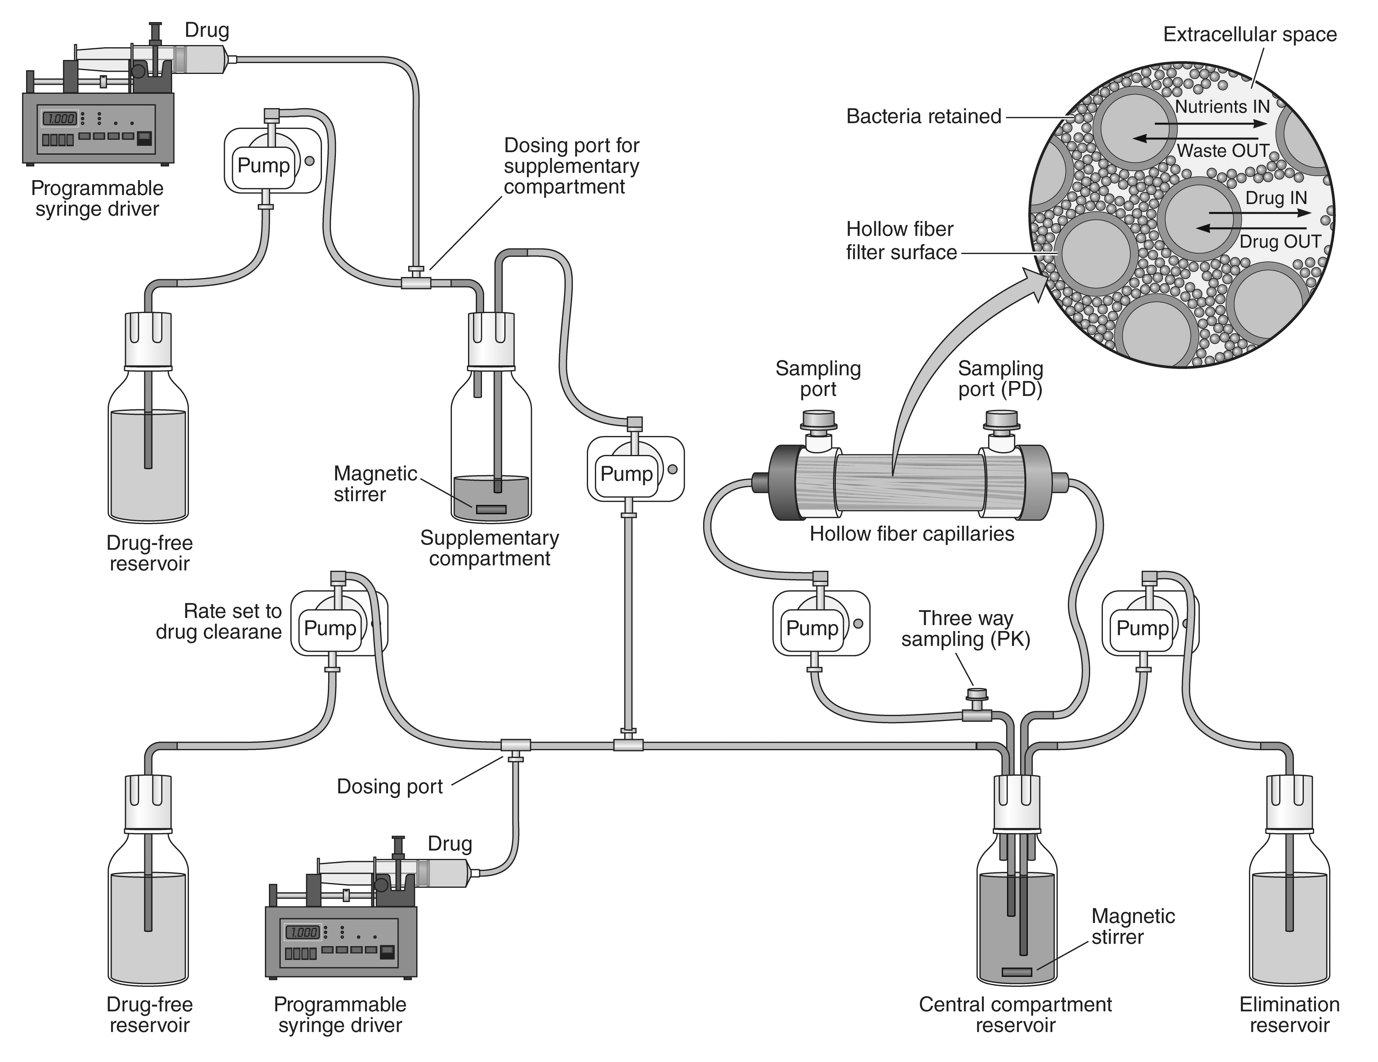 Drug
1.000
Programmable
syringe driver
Pump
Dosing port for
supplementary
compartment
Extracellular space
Bacteria retained
Nutrients IN
Waste OUT
Drug IN
Drug OUT
Hollow fiber
filter surface
Drug-free
reservoir
Magnetic
stirrer
Supplementary
compartment
Pump
Sampling
port
Sampling
port (PD)
Hollow fiber capillaries
Rate set to
drug clearane
Pump
Pump
Three way
sampling (PK)
Pump
Dosing port
Drug
1.000
Drug-free
reservoir
Programmable
syringe driver
Magnetic
stirrer
Central compartment
reservoir
Elimination
reservoir